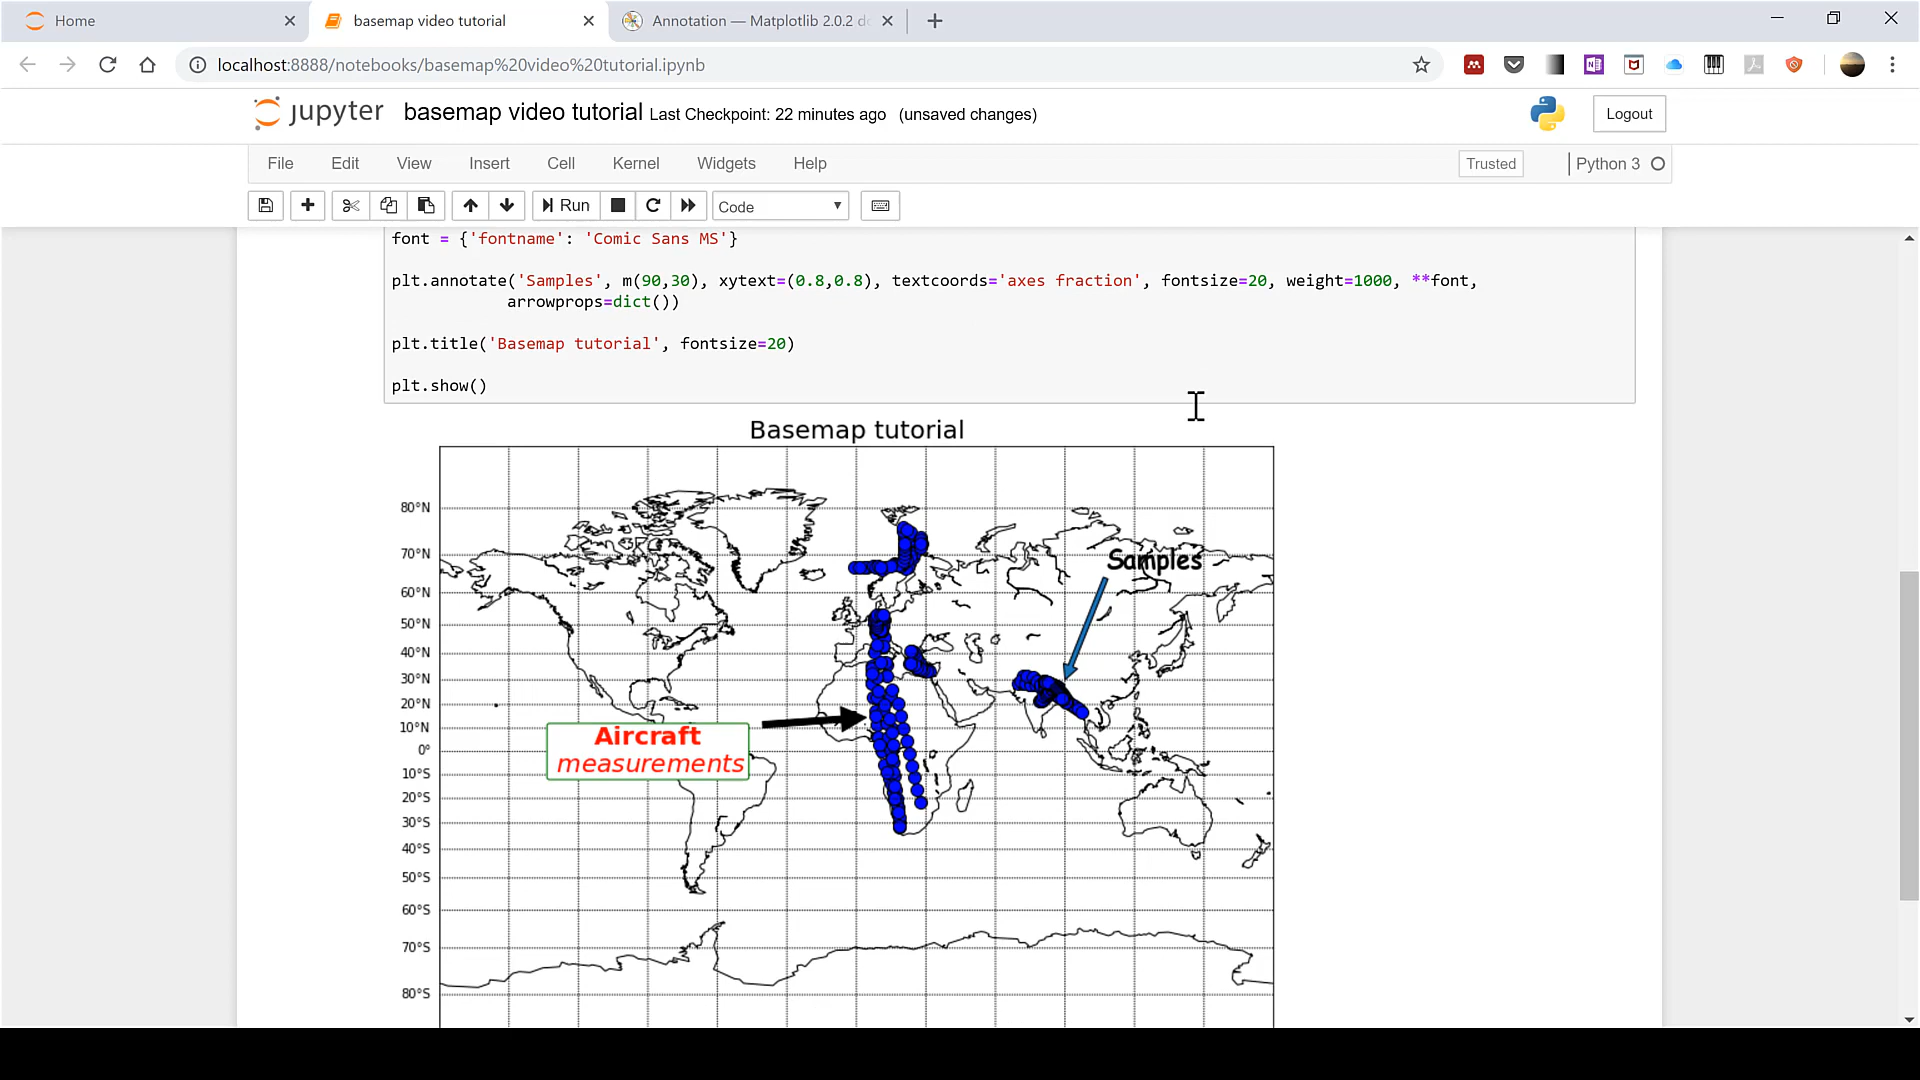 Home
basemap video tutorial
Annotation — Matplotlib 2.0.2 d
localhost:8888/notebooks/basemap%20video%20tutorial.ipynb
jupyter basemap video tutorial Last Checkpoint: 22 minutes ago (unsaved changes)
Logout
File Edit View Insert Cell Kernel Widgets Help
Trusted
Python 3
Run
Code
font = {'fontname': 'Comic Sans MS'}
plt.annotate('Samples', m(90,30), xytext=(0.8,0.8), textcoords='axes fraction', fontsize=20, weight=1000, **font,
arrowprops=dict())
plt.title('Basemap tutorial', fontsize=20)
plt.show()
Basemap tutorial
80°N
70°N
Samples
60°N
50°N
40°N
30°N
20°N
10°N
Aircraft
0°
measurements
10°S
20°S
30°S
40°S
50°S
60°S
70°S
80°S